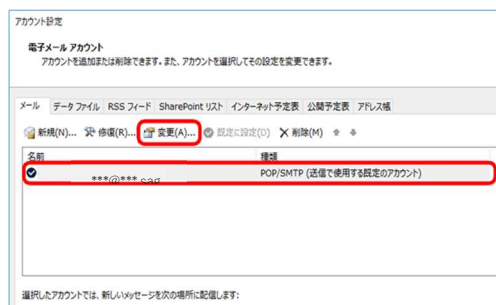 アカウント設定
電子メール アカウント
アカウントを追加または削除できます。また、アカウントを選択してその設定を変更できます。
メール データ ファイル RSS フィード SharePoint リスト インターネット予定表 公開予定表 アドレス帳
新規(N)... 修復(R)... 変更(A)... 既定に設定(D) 削除(M)
名前 種類
***@*** POP/SMTP (送信で使用する既定のアカウント)
選択したアカウントでは、新しいメッセージを次の場所に配信します: